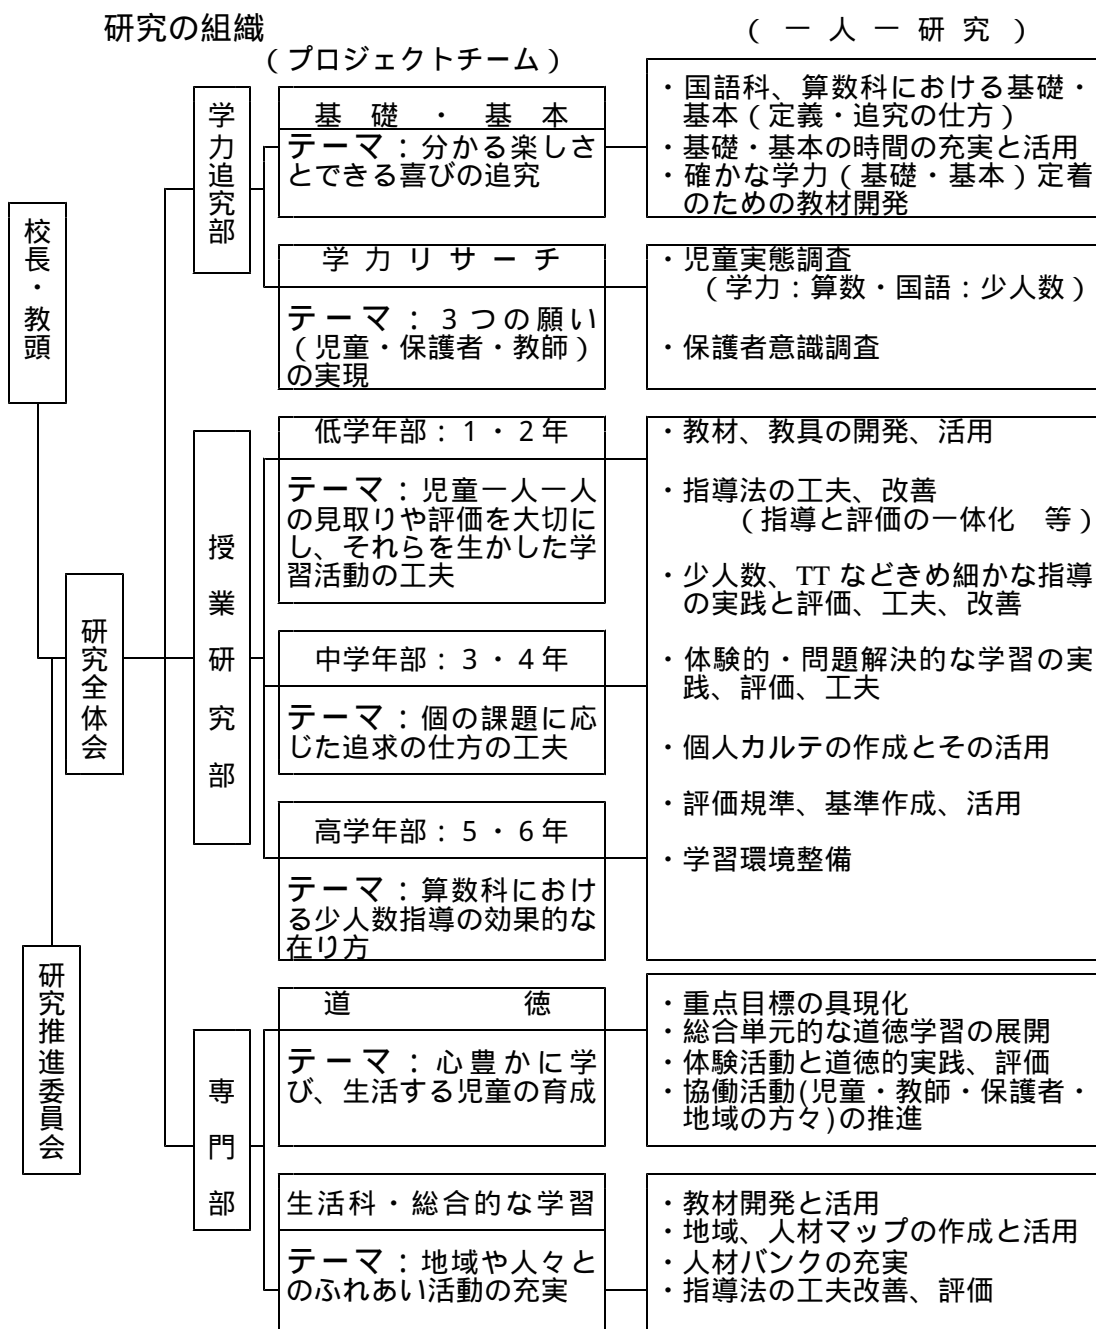 研究の組織
(一人一研究)
(プロジェクトチーム)
校長・教頭
研究全体会
研究推進委員会
学力追究部
基礎・基本
テーマ：分かる楽しさ
とできる喜びの追究
・国語科、算数科における基礎・
基本(定義・追究の仕方)
・基礎・基本の時間の充実と活用
・確かな学力(基礎・基本)定着
のための教材開発
学力リサーチ
テーマ：3つの願い
(児童・保護者・教師)
の実現
・児童実態調査
(学力：算数・国語：少人数)
・保護者意識調査
授業研究部
低学年部：1・2年
テーマ：児童一人一人
の見取りや評価を大切に
し、それらを生かした学
習活動の工夫
中学年部：3・4年
テーマ：個の課題に応
じた追求の仕方の工夫
高学年部：5・6年
テーマ：算数科におけ
る少人数指導の効果的な
在り方
・教材、教具の開発、活用
・指導法の工夫、改善
(指導と評価の一体化　等)
・少人数、TTなどきめ細かな指導
の実践と評価、工夫、改善
・体験的・問題解決的な学習の実
践、評価、工夫
・個人カルテの作成とその活用
・評価規準、基準作成、活用
・学習環境整備
専門部
道徳
テーマ：心豊かに学
び、生活する児童の育成
・重点目標の具現化
・総合単元的な道徳学習の展開
・体験活動と道徳的実践、評価
・協働活動(児童・教師・保護者・
地域の方々)の推進
生活科・総合的な学習
テーマ：地域や人々と
のふれあい活動の充実
・教材開発と活用
・地域、人材マップの作成と活用
・人材バンクの充実
・指導法の工夫改善、評価